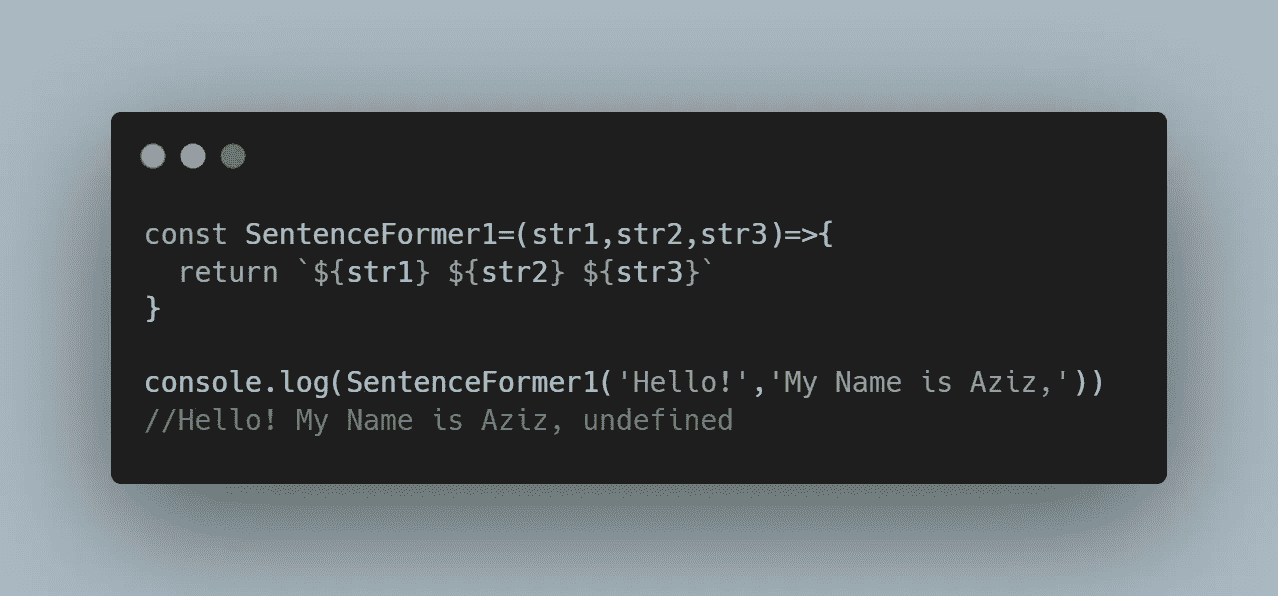 const SentenceFormer1=(str1,str2,str3)=>{
  return `${str1} ${str2} ${str3}`
}
console.log(SentenceFormer1('Hello!','My Name is Aziz,'))
//Hello! My Name is Aziz, undefined